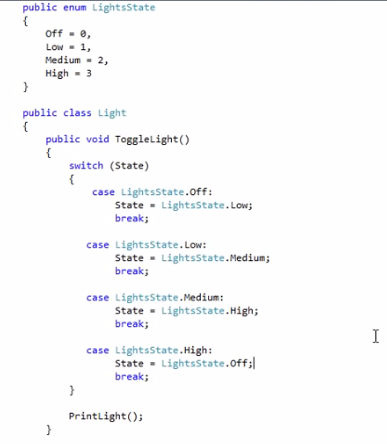 public enum LightsState
{
    Off = 0,
    Low = 1,
    Medium = 2,
    High = 3
}
public class Light
{
    public void ToggleLight()
    {
        switch (State)
        {
            case LightsState.Off:
                State = LightsState.Low;
                break;
            case LightsState.Low:
                State = LightsState.Medium;
                break;
            case LightsState.Medium:
                State = LightsState.High;
                break;
            case LightsState.High:
                State = LightsState.Off;
                break;
        }
        PrintLight();
    }